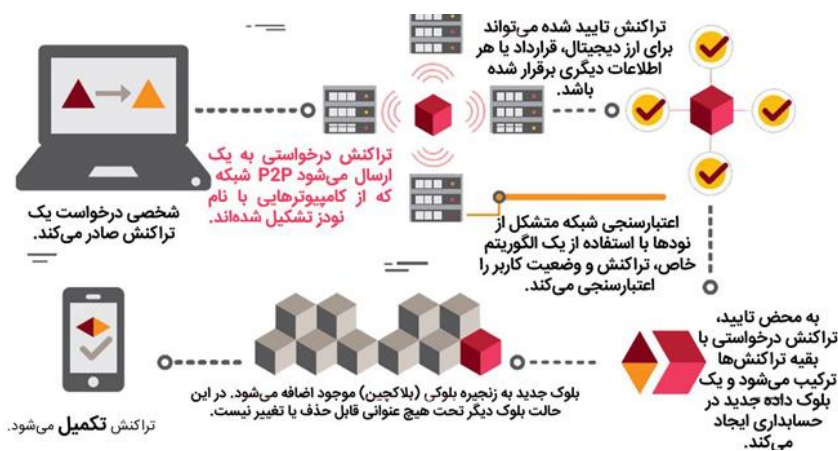 شخصی درخواست یک
تراکنش صادر می‌کند.
تراکنش درخواستی به یک
ارسال می‌شود P2P شبکه
که از کامپیوترهایی با نام
نودز تشکیل شده‌اند.
تراکنش تایید شده می‌تواند
برای ارز دیجیتال، قرارداد یا هر
اطلاعات دیگری برقرار شده
باشد.
اعتبارسنجی شبکه متشکل از
نودها با استفاده از یک الگوریتم
خاص، تراکنش و وضعیت کاربر را
اعتبارسنجی می‌کند.
به محض تایید،
تراکنش درخواستی با
بقیه تراکنش‌ها
ترکیب می‌شود و یک
بلوک داده جدید در
حسابداری ایجاد
می‌کند.
بلوک جدید به زنجیره بلوکی (بلاکچین) موجود اضافه می‌شود. در این
حالت بلوک دیگر تحت هیچ عنوانی قابل حذف یا تغییر نیست.
تراکنش تکمیل می‌شود.